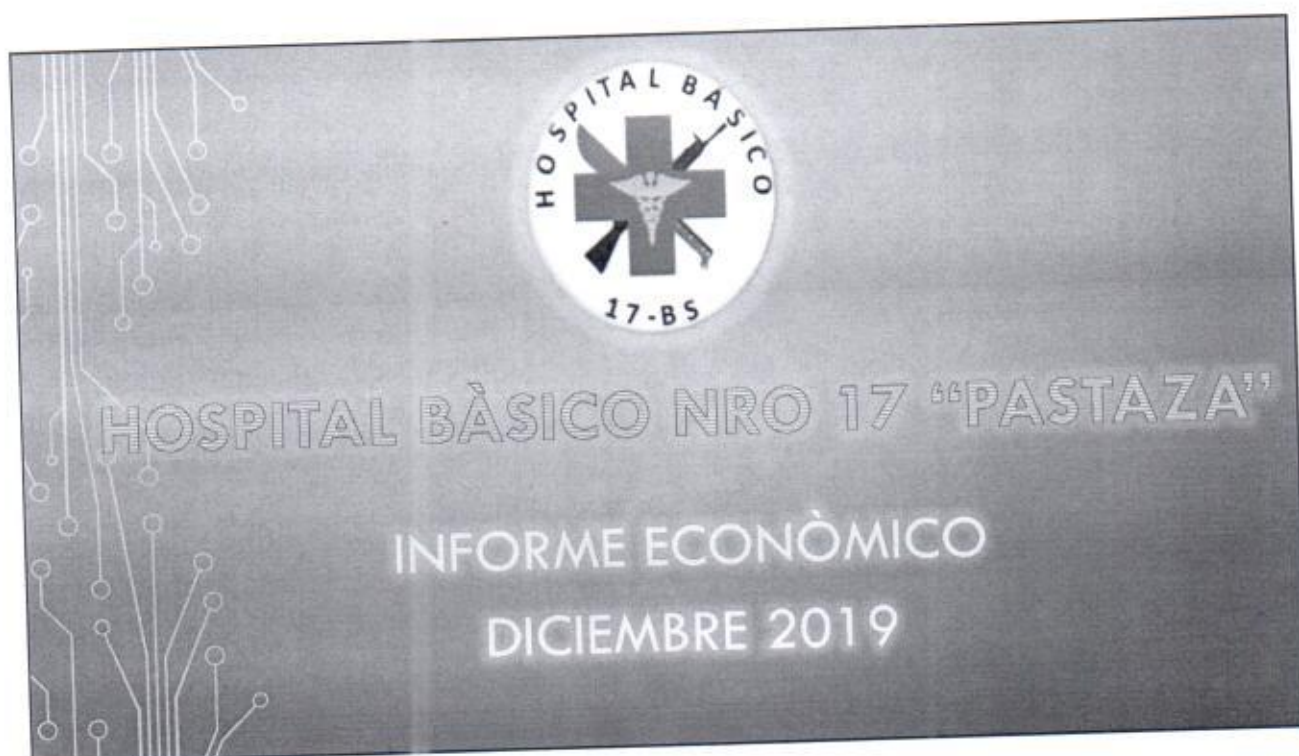 HOSPITAL BASICO
17-BS
HOSPITAL BÀSICO NRO 17 “PASTAZA”
INFORME ECONÒMICO
DICIEMBRE 2019